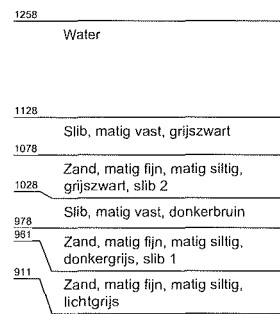 1258
Water
1128
Slib, matig vast, grijszwart
1078
Zand, matig fijn, matig siltig,
grijszwart, slib 2
1028
Slib, matig vast, donkerbruin
978
961
Zand, matig fijn, matig siltig,
donkergrijs, slib 1
911
Zand, matig fijn, matig siltig,
lichtgrijs